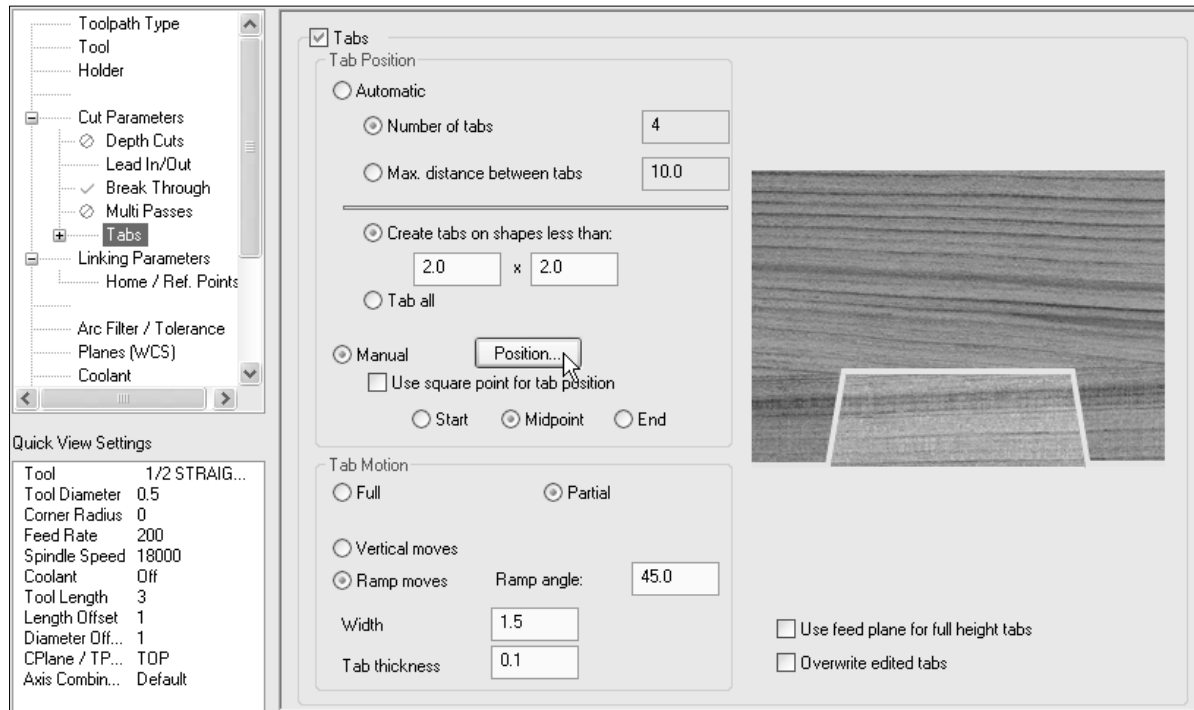 Toolpath Type
Tool
Holder
Cut Parameters
Depth Cuts
Lead In/Out
Break Through
Multi Passes
Tabs
Linking Parameters
Home / Ref. Points
Arc Filter / Tolerance
Planes (WCS)
Coolant
Quick View Settings
Tool 1/2 STRAIG...
Tool Diameter 0.5
Corner Radius 0
Feed Rate 200
Spindle Speed 18000
Coolant Off
Tool Length 3
Length Offset 1
Diameter Off... 1
CPlane / TP... TOP
Axis Combin... Default
Tabs
Tab Position
Automatic
Number of tabs 4
Max. distance between tabs 10.0
Create tabs on shapes less than:
2.0 x 2.0
Tab all
Manual Position...
Use square point for tab position
Start Midpoint End
Tab Motion
Full Partial
Vertical moves
Ramp moves Ramp angle: 45.0
Width 1.5
Tab thickness 0.1
Use feed plane for full height tabs
Overwrite edited tabs